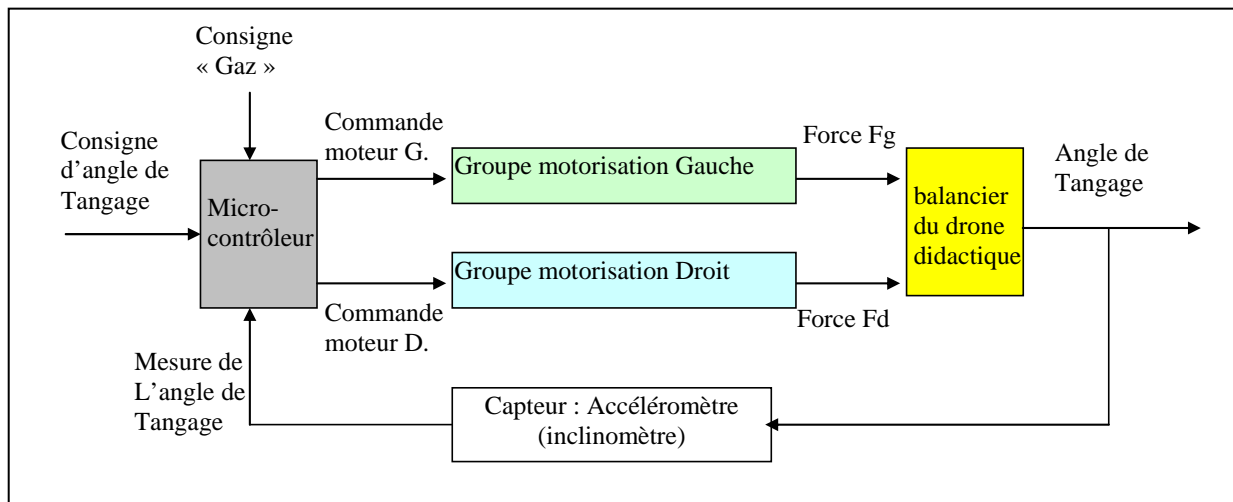 Consigne
« Gaz »
Consigne
d’angle de
Tangage
Micro-
contrôleur
Commande
moteur G.
Groupe motorisation Gauche
Force Fg
balancier
du drone
didactique
Angle de
Tangage
Groupe motorisation Droit
Commande
moteur D.
Force Fd
Mesure de
L’angle de
Tangage
Capteur : Accéléromètre
(inclinomètre)